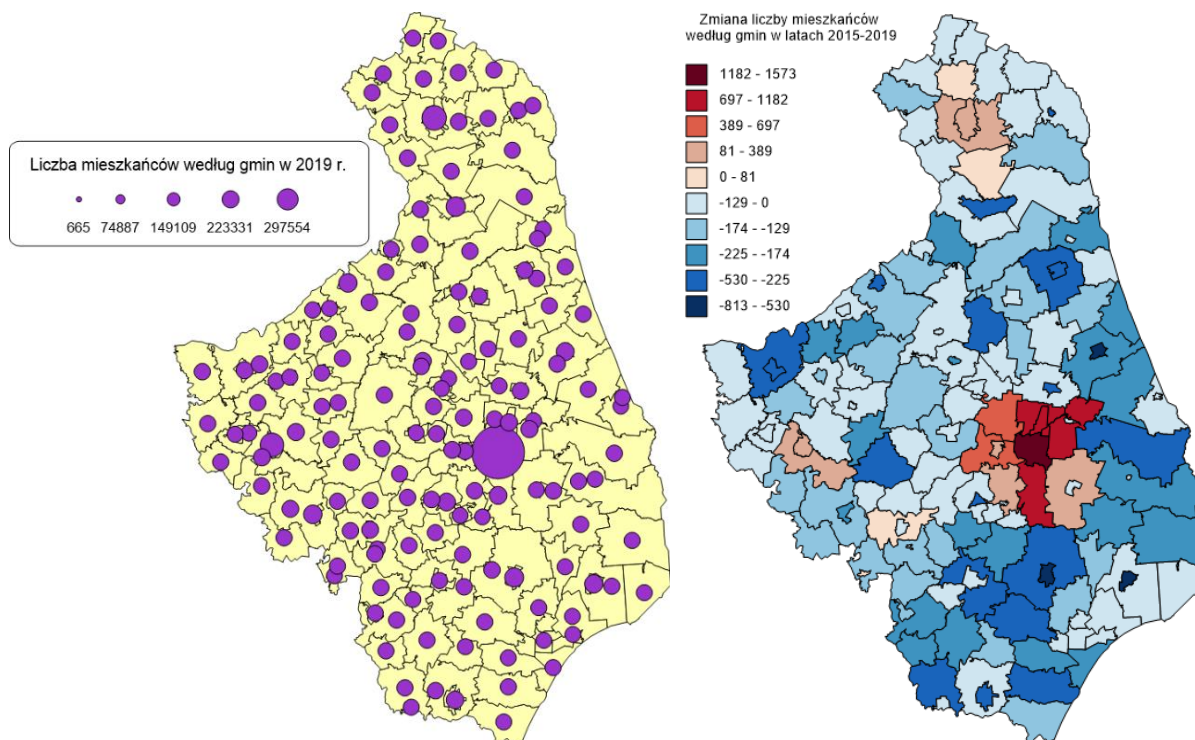 Liczba mieszkańców według gmin w 2019 r.
665 74887 149109 223331 297554
Zmiana liczby mieszkańców
według gmin w latach 2015-2019
1182 - 1573
697 - 1182
389 - 697
81 - 389
0 - 81
-129 - 0
-174 - -129
-225 - -174
-530 - -225
-813 - -530